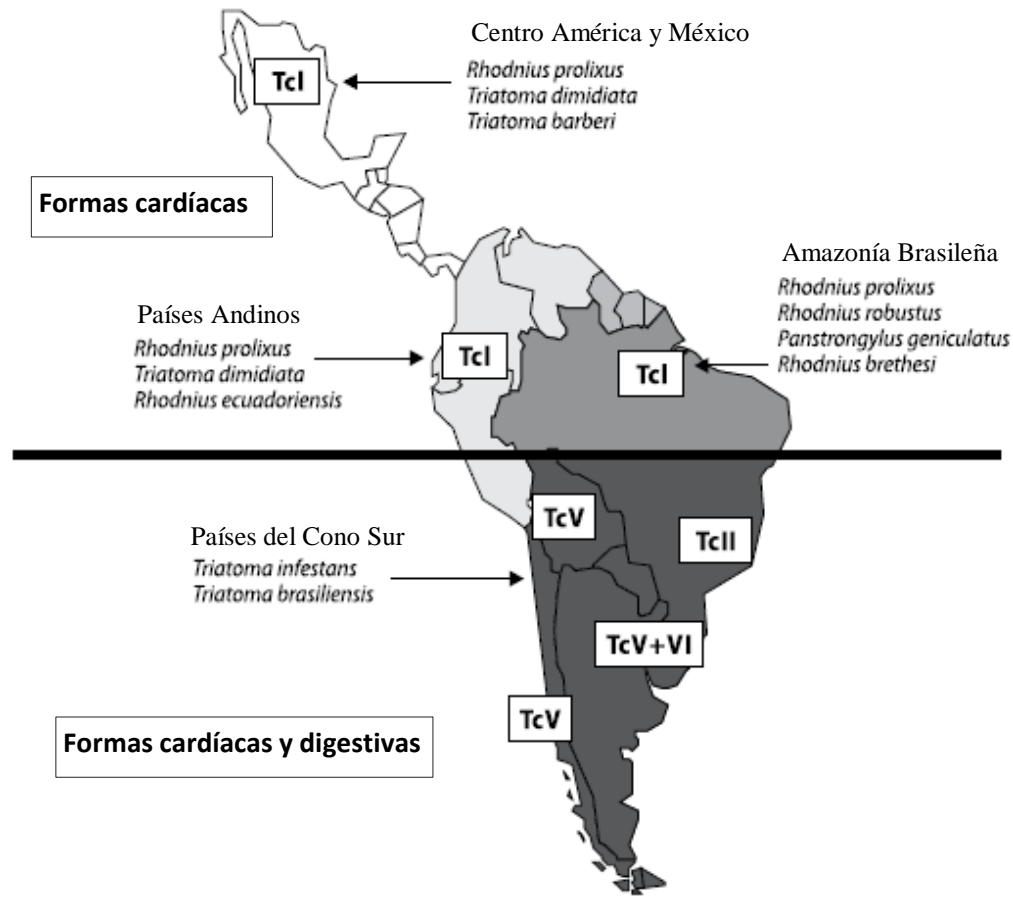 Centro América y México
Rhodnius prolixus
Triatoma dimidiata
Triatoma barberi
TcI
Formas cardíacas
Amazonía Brasileña
Rhodnius prolixus
Rhodnius robustus
Panstrongylus geniculatus
Rhodnius brethesi
Países Andinos
Rhodnius prolixus
Triatoma dimidiata
Rhodnius ecuadoriensis
TcI
TcI
Países del Cono Sur
Triatoma infestans
Triatoma brasiliensis
TcV
TcII
TcV+VI
TcV
Formas cardíacas y digestivas